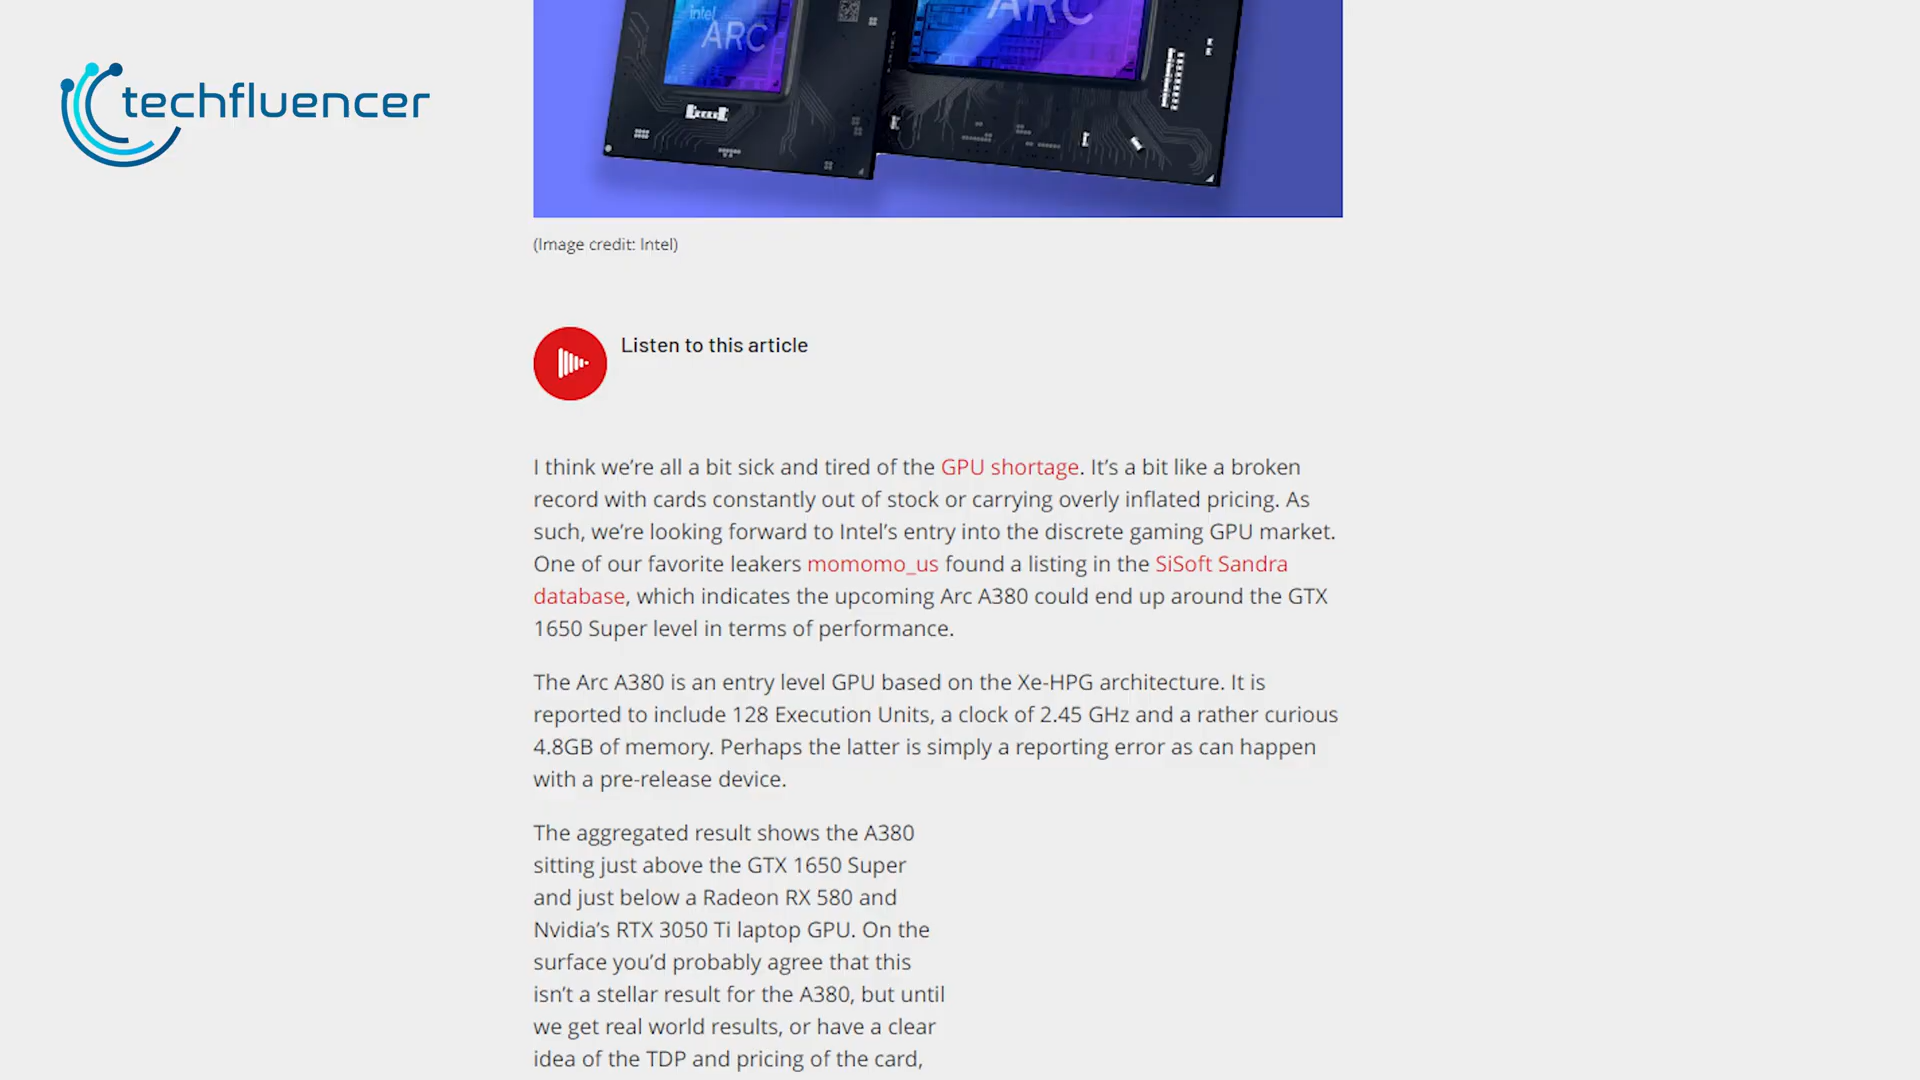 intel
ARC
ARC
techfluencer
(Image credit: Intel)
Listen to this article
I think we’re all a bit sick and tired of the GPU shortage. It’s a bit like a broken
record with cards constantly out of stock or carrying overly inflated pricing. As
such, we’re looking forward to Intel’s entry into the discrete gaming GPU market.
One of our favorite leakers momomo_us found a listing in the SiSoft Sandra
database, which indicates the upcoming Arc A380 could end up around the GTX
1650 Super level in terms of performance.
The Arc A380 is an entry level GPU based on the Xe-HPG architecture. It is
reported to include 128 Execution Units, a clock of 2.45 GHz and a rather curious
4.8GB of memory. Perhaps the latter is simply a reporting error as can happen
with a pre-release device.
The aggregated result shows the A380
sitting just above the GTX 1650 Super
and just below a Radeon RX 580 and
Nvidia’s RTX 3050 Ti laptop GPU. On the
surface you’d probably agree that this
isn’t a stellar result for the A380, but until
we get real world results, or have a clear
idea of the TDP and pricing of the card,